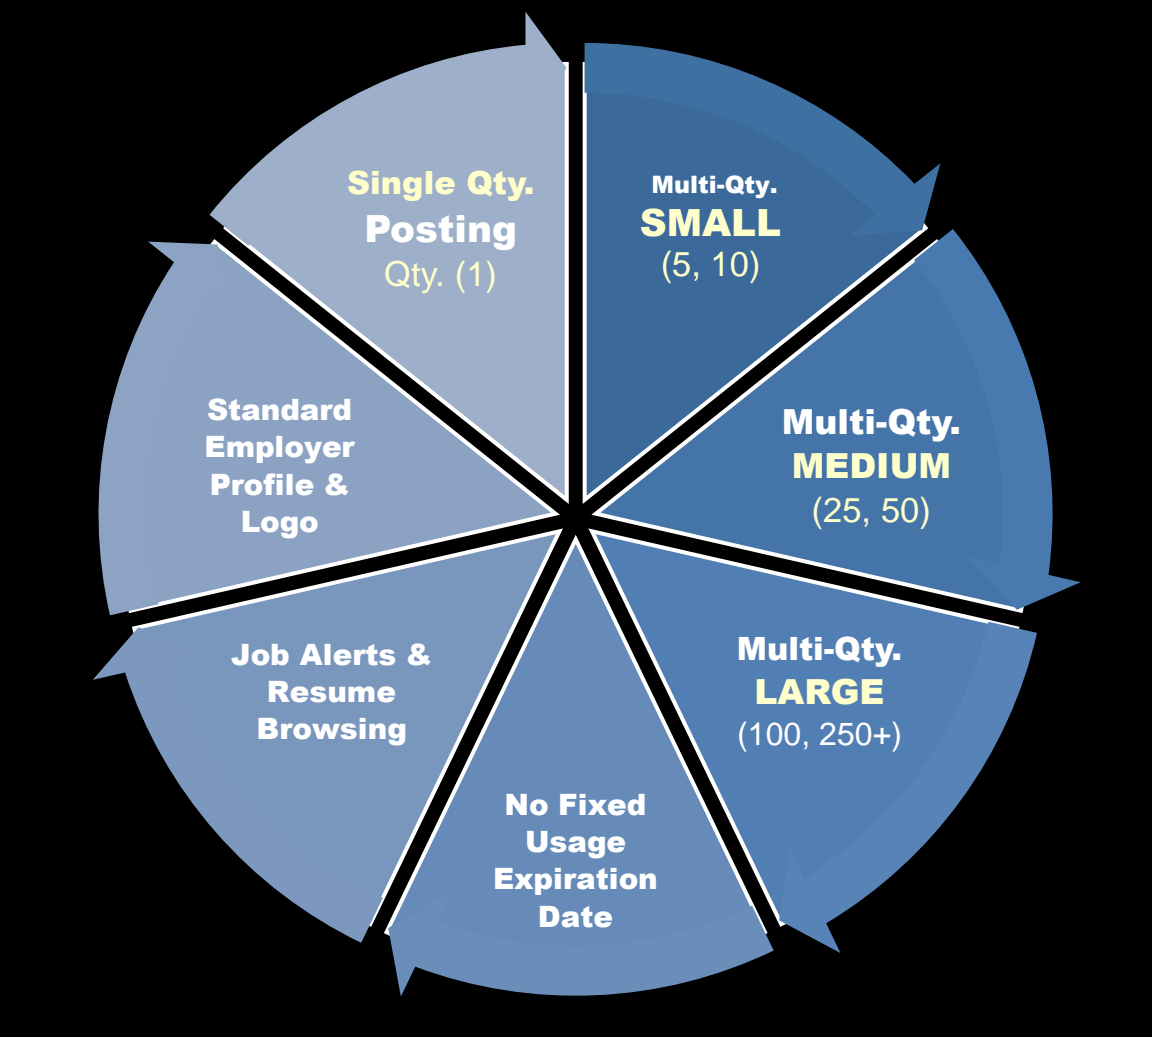 Single Qty.
Posting
Qty. (1)
Multi-Qty.
SMALL
(5, 10)
Multi-Qty.
MEDIUM
(25, 50)
Multi-Qty.
LARGE
(100, 250+)
No Fixed
Usage
Expiration
Date
Job Alerts &
Resume
Browsing
Standard
Employer
Profile &
Logo